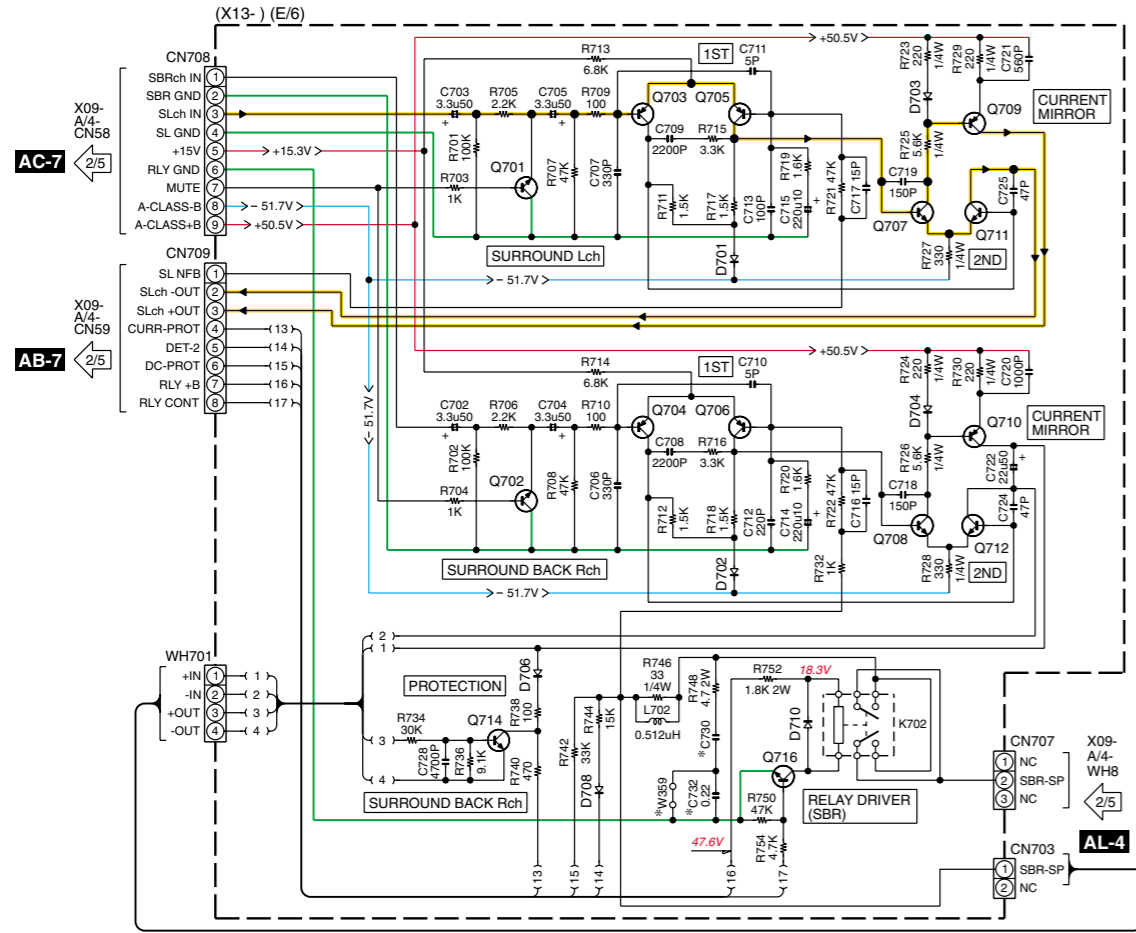 (X13- ) (E/6)
CN708
SBRch IN 1
SBR GND 2
SLch IN 3
SL GND 4
+15V 5
RLY GND 6
MUTE 7
A-CLASS-B 8
A-CLASS+B 9
X09-
A/4-
CN58
AC-7
2/5
+15.3V
- 51.7V
+50.5V
CN709
SL NFB 1
SLch -OUT 2
SLch +OUT 3
CURR-PROT 4
DET-2 5
DC-PROT 6
RLY +B 7
RLY CONT 8
X09-
A/4-
CN59
AB-7
2/5
13
14
15
16
17
+50.5V
R713
6.8K
1ST
C711
5P
C703
3.3u50
+
R705
2.2K
C705
3.3u50
+
R709
100
Q703
Q705
R701
100K
R703
1K
Q701
R707
47K
C707
330P
C709
2200P
R715
3.3K
R711
1.5K
R717
1.5K
C713
100P
C715
220u10
+
R719
1.6K
R721 47K
C717 15P
D701
SURROUND Lch
- 51.7V
R723
220
1/4W
R729
220
1/4W
C721
560P
D703
Q709
CURRENT
MIRROR
R725
5.6K
1/4W
C719
150P
C725
47P
Q707
Q711
R727
330
1/4W
2ND
+50.5V
- 51.7V
R714
6.8K
1ST
C710
5P
C702
3.3u50
+
R706
2.2K
C704
3.3u50
+
R710
100
Q704
Q706
R702
100K
R704
1K
Q702
R708
47K
C706
330P
C708
2200P
R716
3.3K
R712
1.5K
R718
1.5K
C712
220P
C714
220u10
+
R720
1.6K
R722 47K
C716 15P
R732
1K
D702
SURROUND BACK Rch
- 51.7V
R724
220
1/4W
R730
220
1/4W
C720
1000P
D704
Q710
CURRENT
MIRROR
R726
5.6K
1/4W
C722
22u50
+
C718
150P
C724
47P
Q708
Q712
R728
330
1/4W
2ND
WH701
+IN 1
-IN 2
+OUT 3
-OUT 4
1
2
3
4
2
1
3
4
PROTECTION
R734
30K
C728
4700P
R736
9.1K
Q714
D706
R738
100
R740
470
SURROUND BACK Rch
R742
33K
R744
15K
D708
R746
33
1/4W
L702
0.512uH
R748
4.7 2W
*C730
*W359
*C732
0.22
R752
1.8K 2W
18.3V
D710
K702
Q716
R750
47K
R754
4.7K
47.6V
RELAY DRIVER
(SBR)
13
15
14
16
17
CN707
1 NC
2 SBR-SP
3 NC
X09-
A/4-
WH8
2/5
AL-4
CN703
1 SBR-SP
2 NC